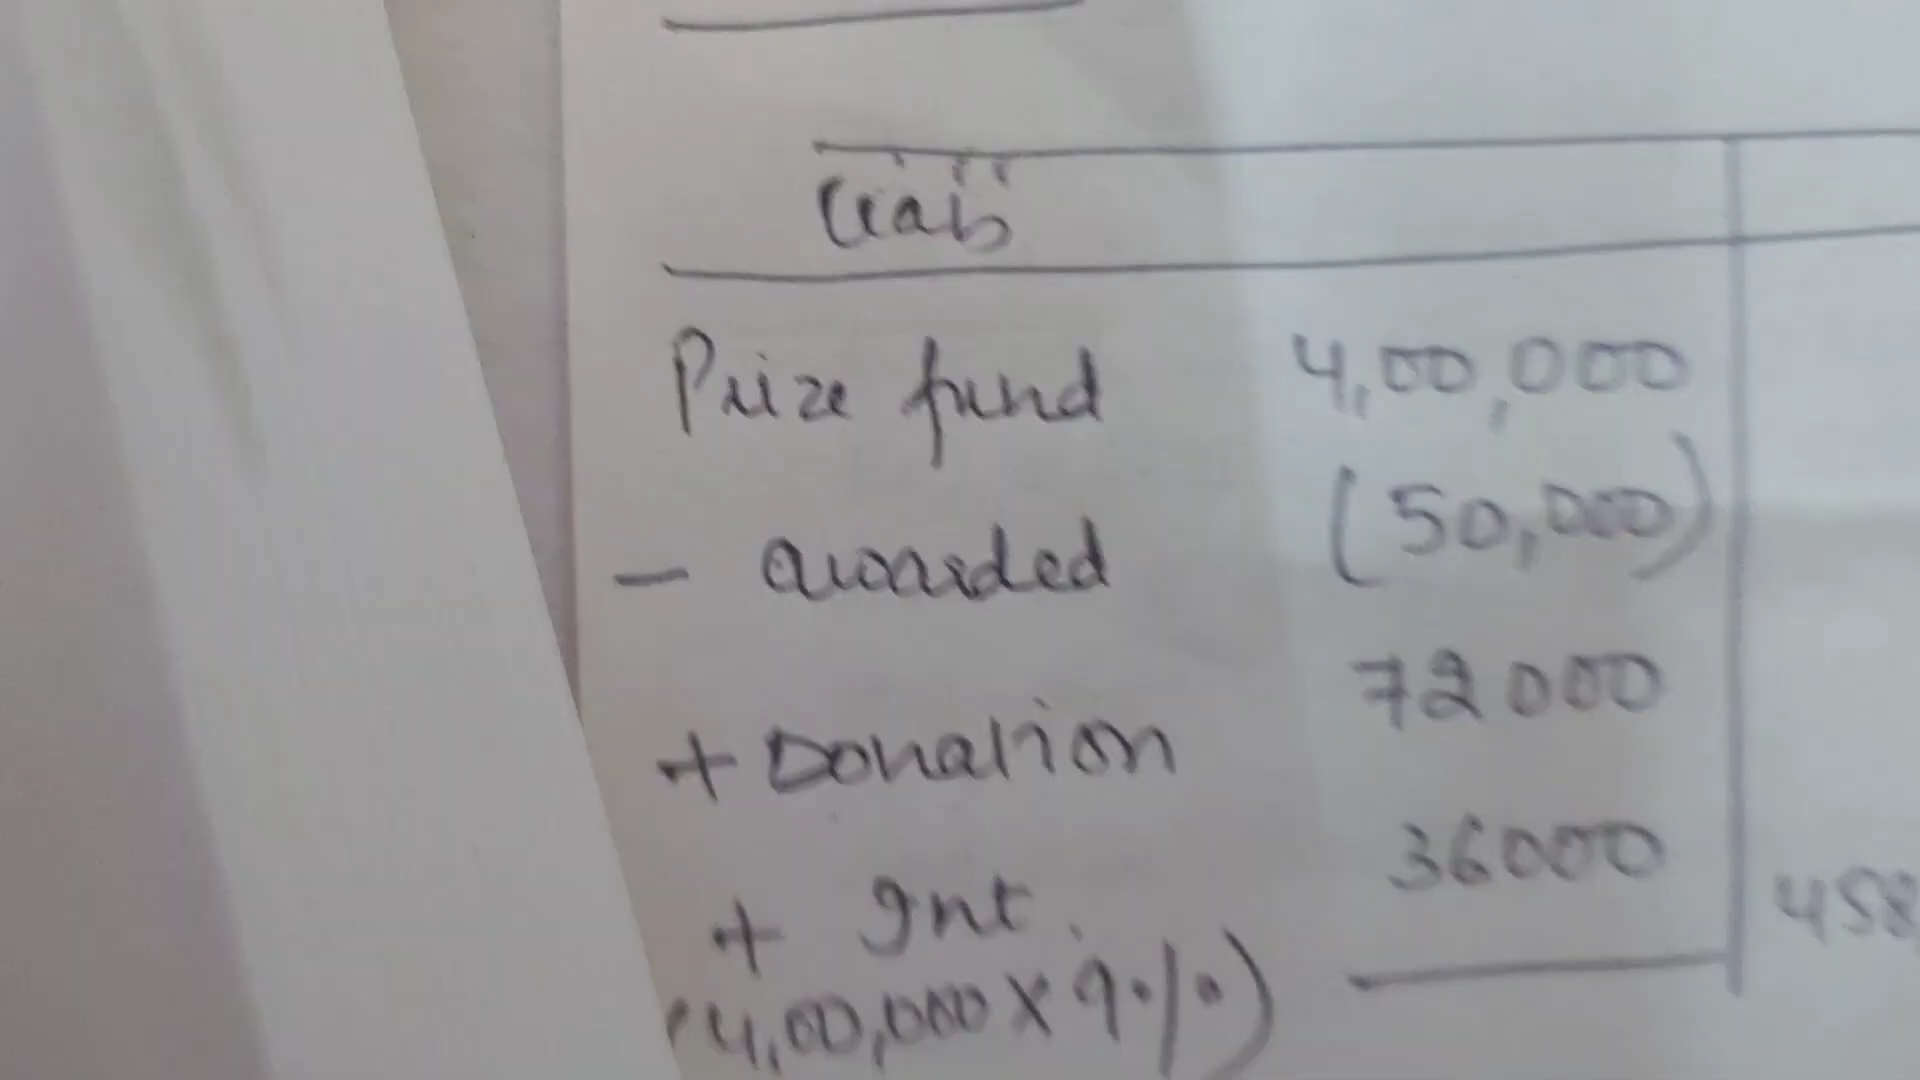 Liab
Prize fund 4,00,000
- awarded (50,000)
+ Donation 72000
+ Int. 36000 458
(4,00,000 X 9%)